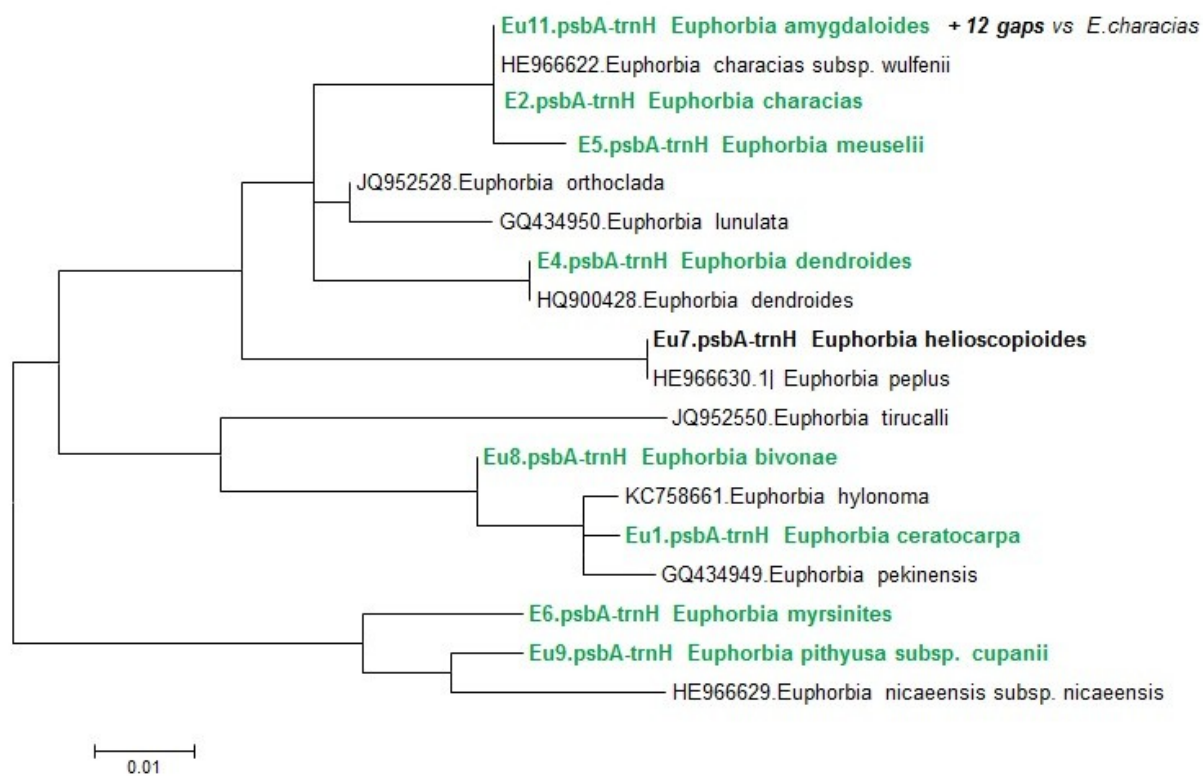 Eu11.psbA-trnH Euphorbia amygdaloides + 12 gaps vs E.characias
HE966622.Euphorbia characias subsp. wulfenii
E2.psbA-trnH Euphorbia characias
E5.psbA-trnH Euphorbia meuselii
JQ952528.Euphorbia orthoclada
GQ434950.Euphorbia lunulata
E4.psbA-trnH Euphorbia dendroides
HQ900428.Euphorbia dendroides
Eu7.psbA-trnH Euphorbia helioscopioides
HE966630.1| Euphorbia peplus
JQ952550.Euphorbia tirucalli
Eu8.psbA-trnH Euphorbia bivonae
KC758661.Euphorbia hylonoma
Eu1.psbA-trnH Euphorbia ceratocarpa
GQ434949.Euphorbia pekinensis
E6.psbA-trnH Euphorbia myrsinites
Eu9.psbA-trnH Euphorbia pithyusa subsp. cupanii
HE966629.Euphorbia nicaeensis subsp. nicaeensis
0.01